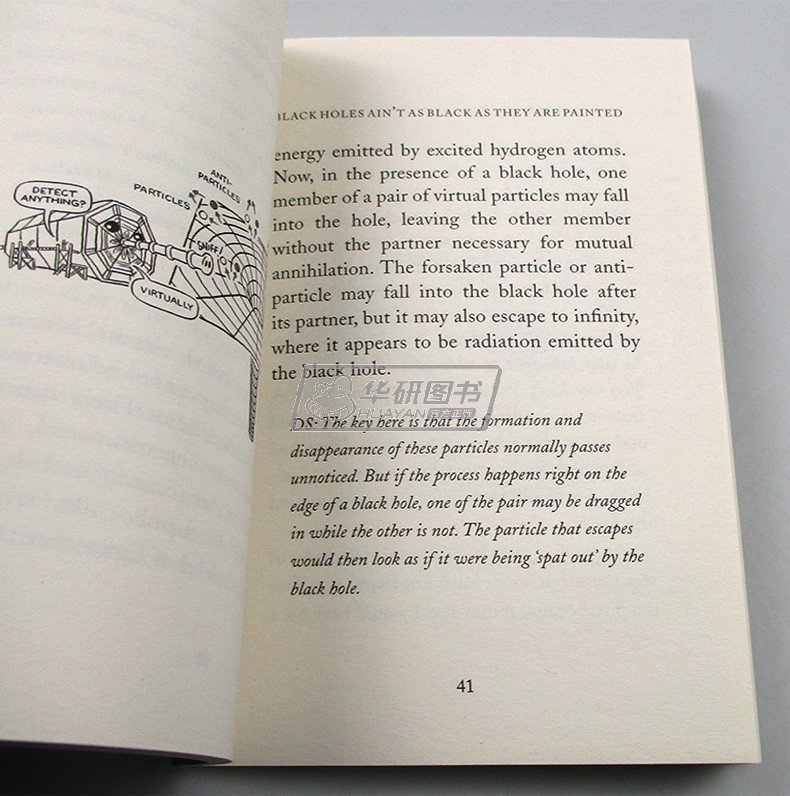 DETECT
ANYTHING?
PARTICLES
ANTI-
PARTICLES
SNIFF!
VIRTUALLY
BLACK HOLES AIN'T AS BLACK AS THEY ARE PAINTED
energy emitted by excited hydrogen atoms.
Now, in the presence of a black hole, one
member of a pair of virtual particles may fall
into the hole, leaving the other member
without the partner necessary for mutual
annihilation. The forsaken particle or anti-
particle may fall into the black hole after
its partner, but it may also escape to infinity,
where it appears to be radiation emitted by
the black hole.
华研图书
HUAYAN 官方正版
DS: The key here is that the formation and
disappearance of these particles normally passes
unnoticed. But if the process happens right on the
edge of a black hole, one of the pair may be dragged
in while the other is not. The particle that escapes
would then look as if it were being ‘spat out’ by the
black hole.
41